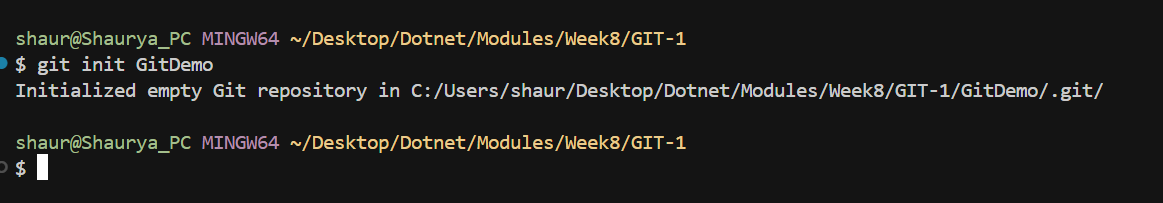 shaur@Shaurya_PC MINGW64 ~/Desktop/Dotnet/Modules/Week8/GIT-1
$ git init GitDemo
Initialized empty Git repository in C:/Users/shaur/Desktop/Dotnet/Modules/Week8/GIT-1/GitDemo/.git/
shaur@Shaurya_PC MINGW64 ~/Desktop/Dotnet/Modules/Week8/GIT-1
$